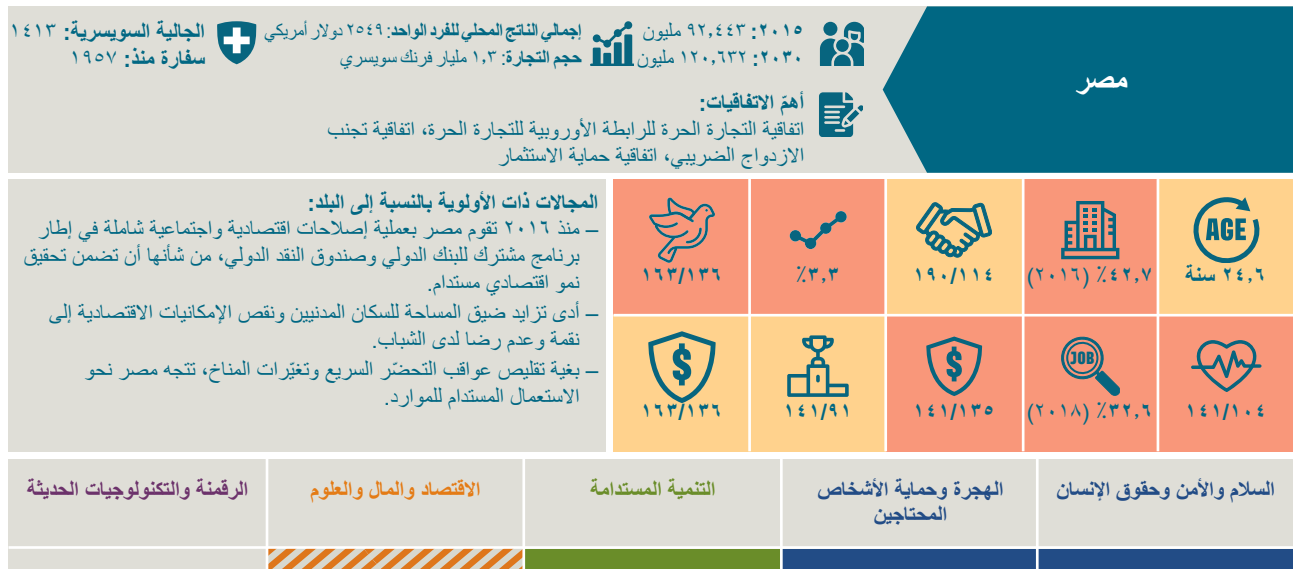 مصر
٢٠١٥: ٩٢,٤٤٣ مليون
٢٠٣٠: ١٢٠,٦٣٢ مليون
إجمالي الناتج المحلي للفرد الواحد: ٢٥٤٩ دولار أمريكي
حجم التجارة: ١,٣ مليار فرنك سويسري
الجالية السويسرية: ١٤١٣
سفارة منذ: ١٩٥٧
أهمّ الاتفاقيات:
اتفاقية التجارة الحرة للرابطة الأوروبية للتجارة الحرة، اتفاقية تجنب
الازدواج الضريبي، اتفاقية حماية الاستثمار
AGE
٢٤,٦ سنة
٤٢,٧٪ (٢٠١٦)
١٩٠/١١٤
٣,٣٪
١٦٣/١٣٦
١٤١/١٠٤
JOB
٣٢,٦٪ (٢٠١٨)
$
١٤١/١٣٥
١٤١/٩١
$
١٦٣/١٣٦
المجالات ذات الأولوية بالنسبة إلى البلد:
– منذ ٢٠١٦ تقوم مصر بعملية إصلاحات اقتصادية واجتماعية شاملة في إطار
برنامج مشترك للبنك الدولي وصندوق النقد الدولي، من شأنها أن تضمن تحقيق
نمو اقتصادي مستدام.
– أدى تزايد ضيق المساحة للسكان المدنيين ونقص الإمكانيات الاقتصادية إلى
نقمة وعدم رضا لدى الشباب.
– بغية تقليص عواقب التحضّر السريع وتغيّرات المناخ، تتجه مصر نحو
الاستعمال المستدام للموارد.
السلام والأمن وحقوق الإنسان
الهجرة وحماية الأشخاص
المحتاجين
التنمية المستدامة
الاقتصاد والمال والعلوم
الرقمنة والتكنولوجيات الحديثة